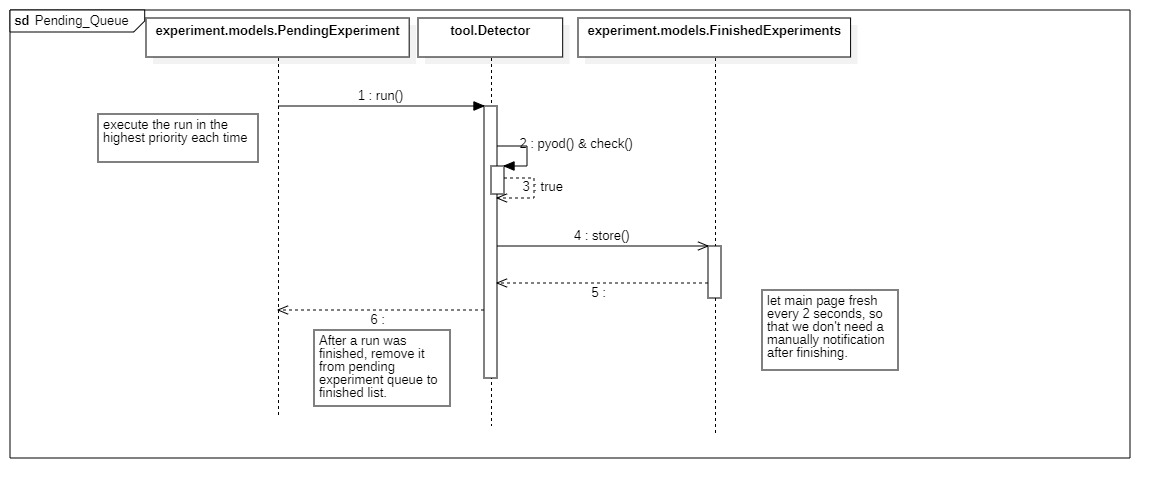 sd Pending_Queue
experiment.models.PendingExperiment
tool.Detector
experiment.models.FinishedExperiments
1 : run()
execute the run in the
highest priority each time
2 : pyod() & check()
3 : true
4 : store()
5 :
6 :
let main page fresh
every 2 seconds, so
that we don't need a
manually notification
after finishing.
After a run was
finished, remove it
from pending
experiment queue to
finished list.